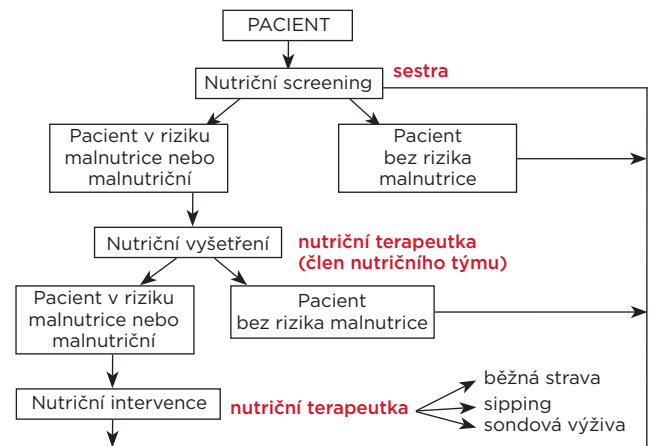 PACIENT
sestra
Nutriční screening
Pacient v riziku
malnutrice nebo
malnutriční
Pacient
bez rizika
malnutrice
Nutriční vyšetření
nutriční terapeutka
(člen nutričního týmu)
Pacient v riziku
malnutrice nebo
malnutriční
Pacient
bez rizika malnutrice
Nutriční intervence
nutriční terapeutka
běžná strava
sipping
sondová výživa